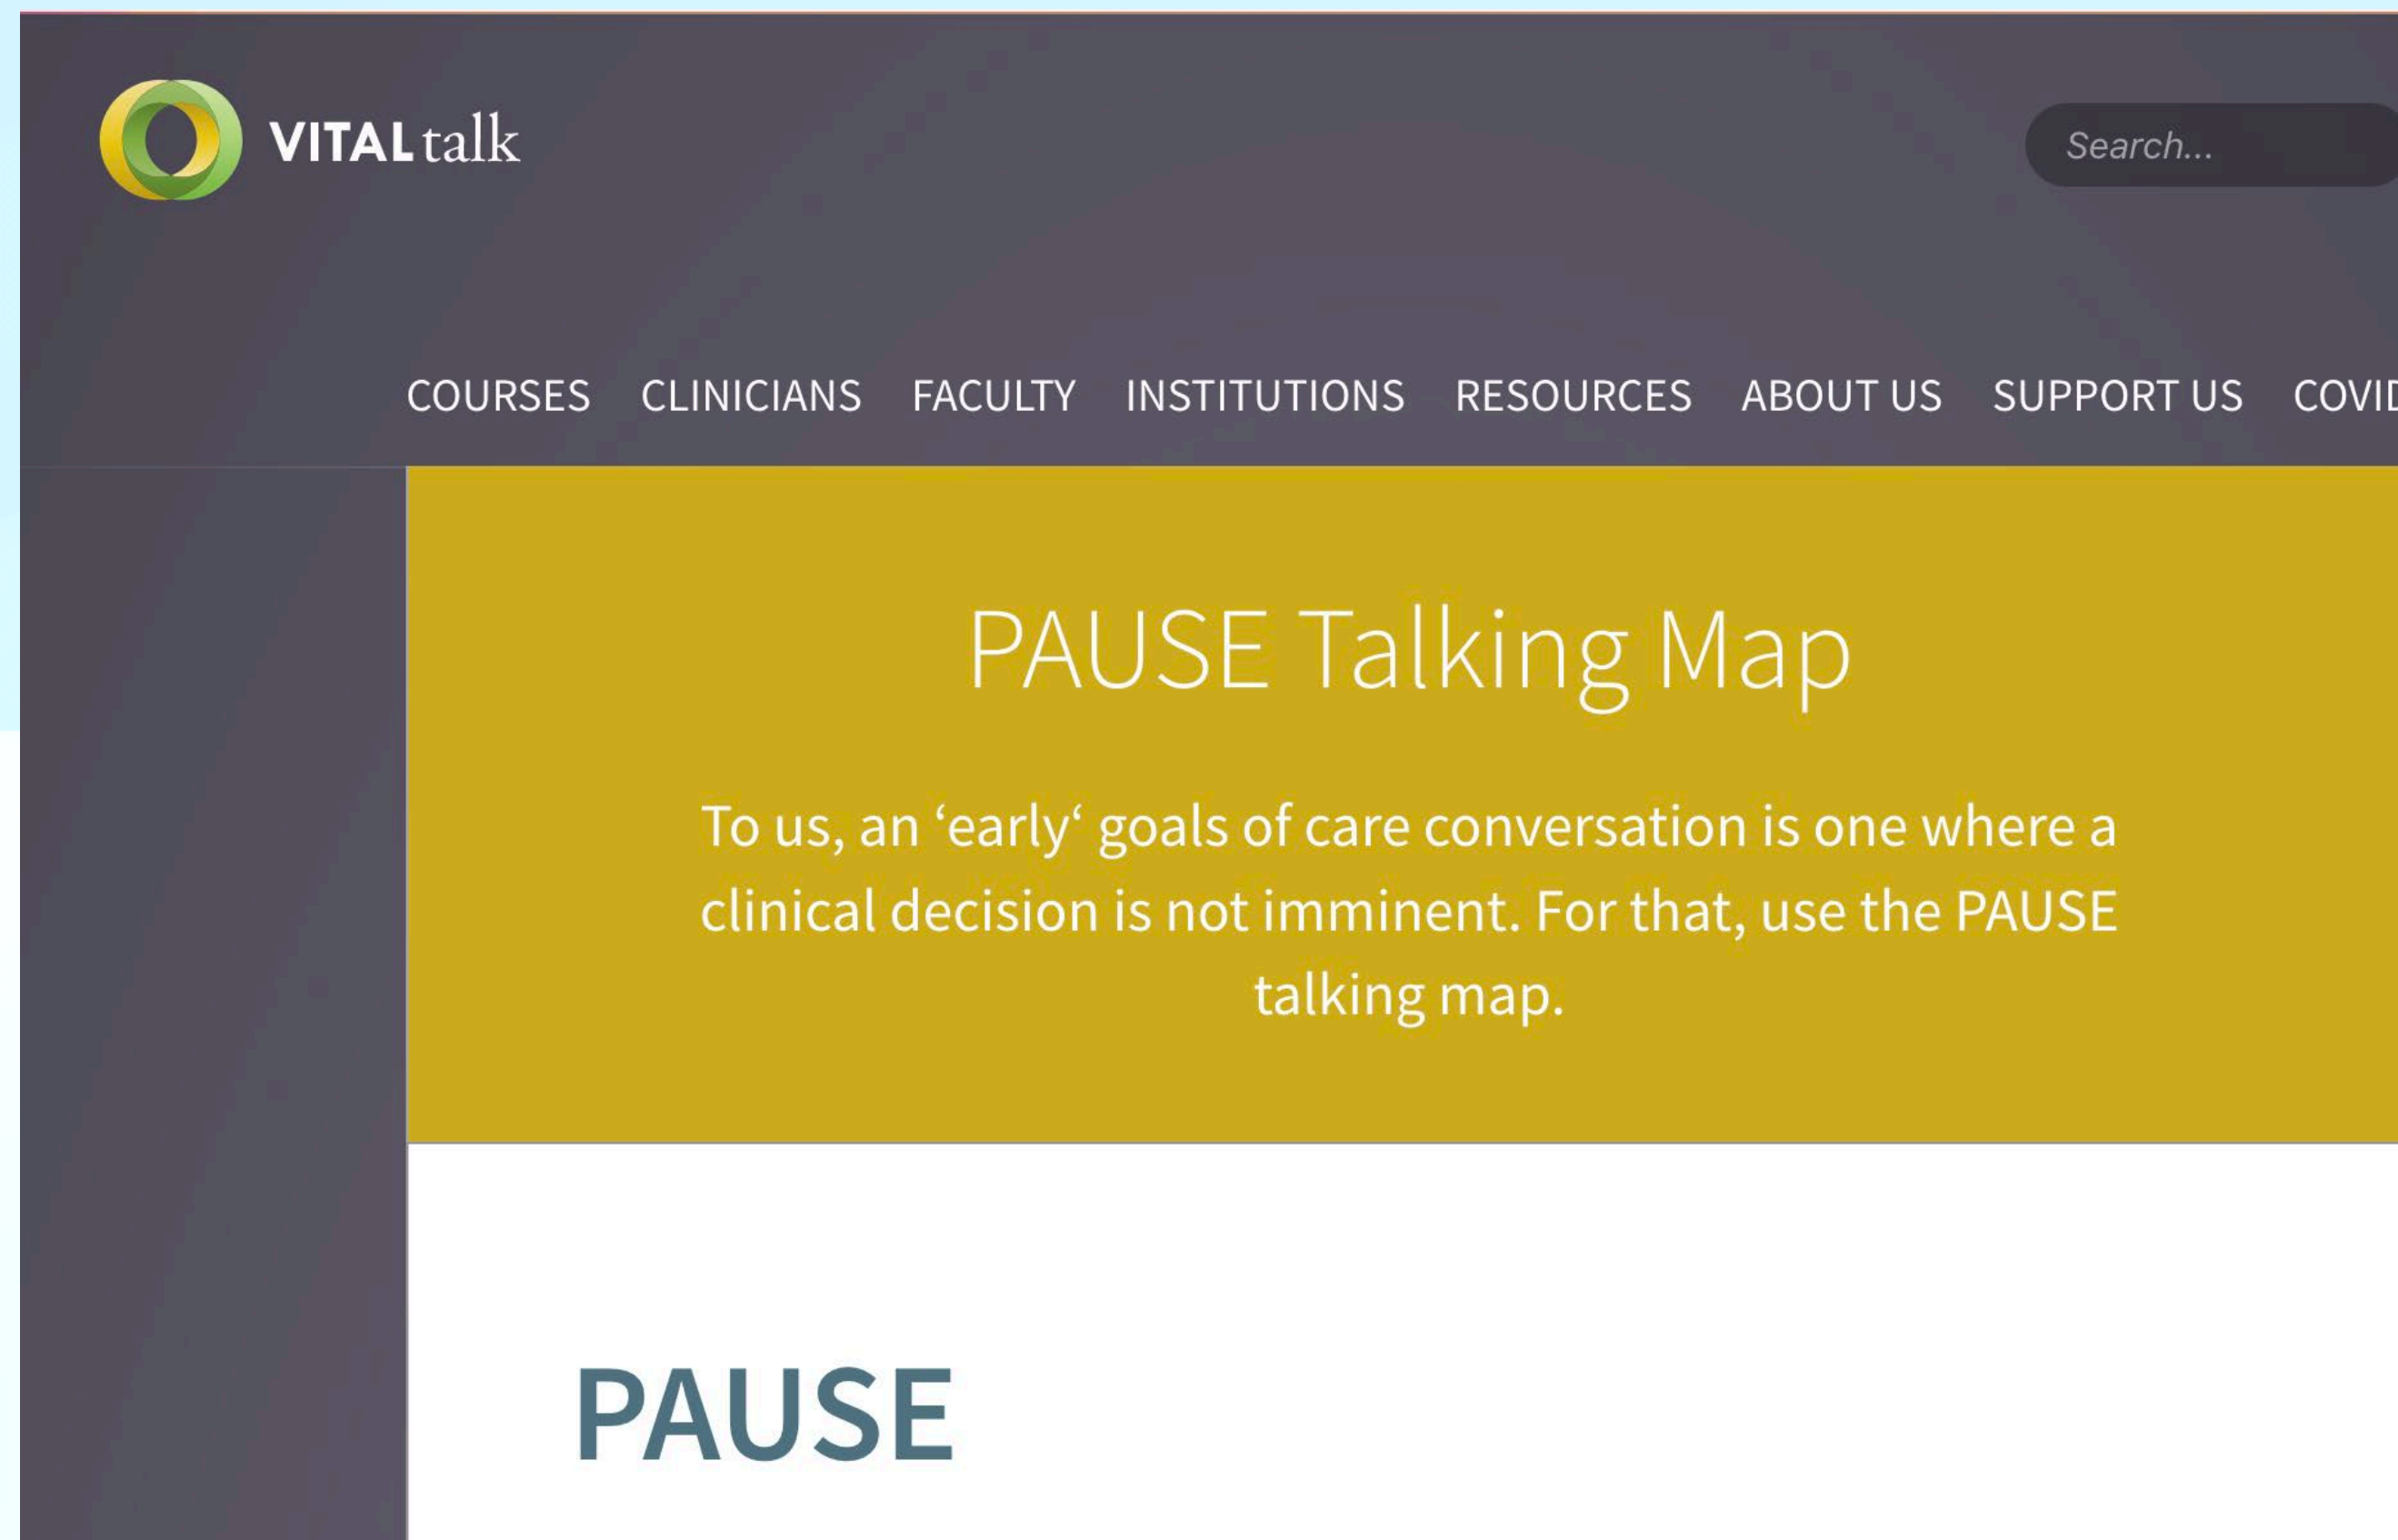 VITALtalk
Search...
COURSES CLINICIANS FACULTY INSTITUTIONS RESOURCES ABOUT US SUPPORT US COVID
PAUSE Talking Map
To us, an ‘early‘ goals of care conversation is one where a
clinical decision is not imminent. For that, use the PAUSE
talking map.
PAUSE